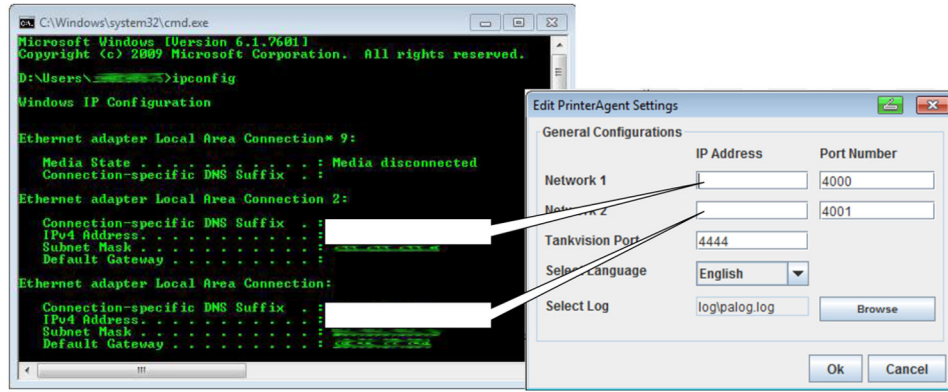 C:\Windows\system32\cmd.exe
Microsoft Windows [Version 6.1.7601]
Copyright (c) 2009 Microsoft Corporation.  All rights reserved.
D:\Users\>ipconfig
Windows IP Configuration
Ethernet adapter Local Area Connection* 9:
Media State . . . . . . . . . . . : Media disconnected
Connection-specific DNS Suffix  . :
Ethernet adapter Local Area Connection 2:
Connection-specific DNS Suffix  . :
IPv4 Address. . . . . . . . . . . :
Subnet Mask . . . . . . . . . . . :
Default Gateway . . . . . . . . . :
Ethernet adapter Local Area Connection:
Connection-specific DNS Suffix  . :
IPv4 Address. . . . . . . . . . . :
Subnet Mask . . . . . . . . . . . :
Default Gateway . . . . . . . . . :
Edit PrinterAgent Settings
General Configurations
IP Address Port Number
Network 1 4000
Network 2 4001
Tankvision Port 4444
Select Language English
Select Log log\palog.log Browse
Ok Cancel